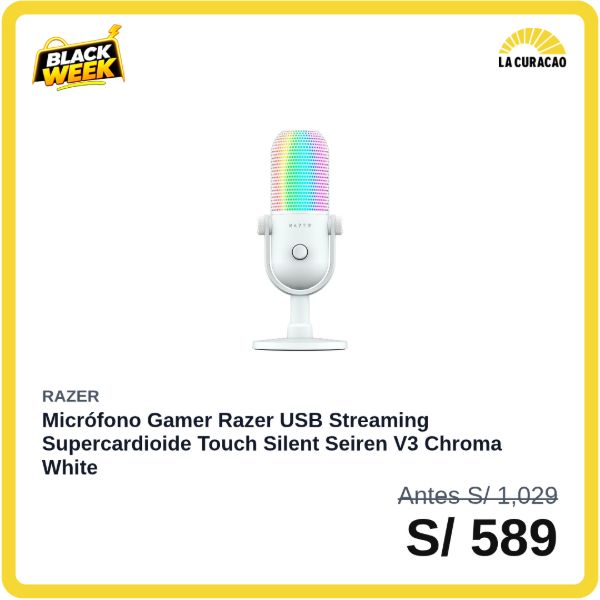 BLACK
WEEK
LA CURACAO
RAZER
RAZER
Micrófono Gamer Razer USB Streaming
Supercardioide Touch Silent Seiren V3 Chroma
White
Antes S/ 1,029
S/ 589